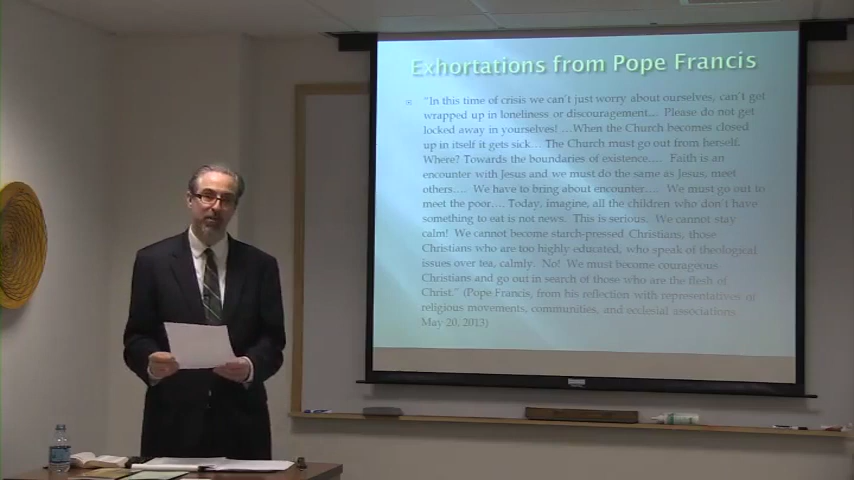 Exhortations from Pope Francis
"In this time of crisis we can't just worry about ourselves, can't get
wrapped up in loneliness or discouragement.... Please do not get
locked away in yourselves! ...When the Church becomes closed
up in itself it gets sick.... The Church must go out from herself.
Where? Towards the boundaries of existence.... Faith is an
encounter with Jesus and we must do the same as Jesus, meet
others.... We have to bring about encounter.... We must go out to
meet the poor.... Today, imagine, all the children who don't have
something to eat is not news. This is serious. We cannot stay
calm! We cannot become starch-pressed Christians, those
Christians who are too highly educated, who speak of theological
issues over tea, calmly. No! We must become courageous
Christians and go out in search of those who are the flesh of
Christ." (Pope Francis, from his reflection with representatives of
religious movements, communities, and ecclesial associations
May 20, 2013)